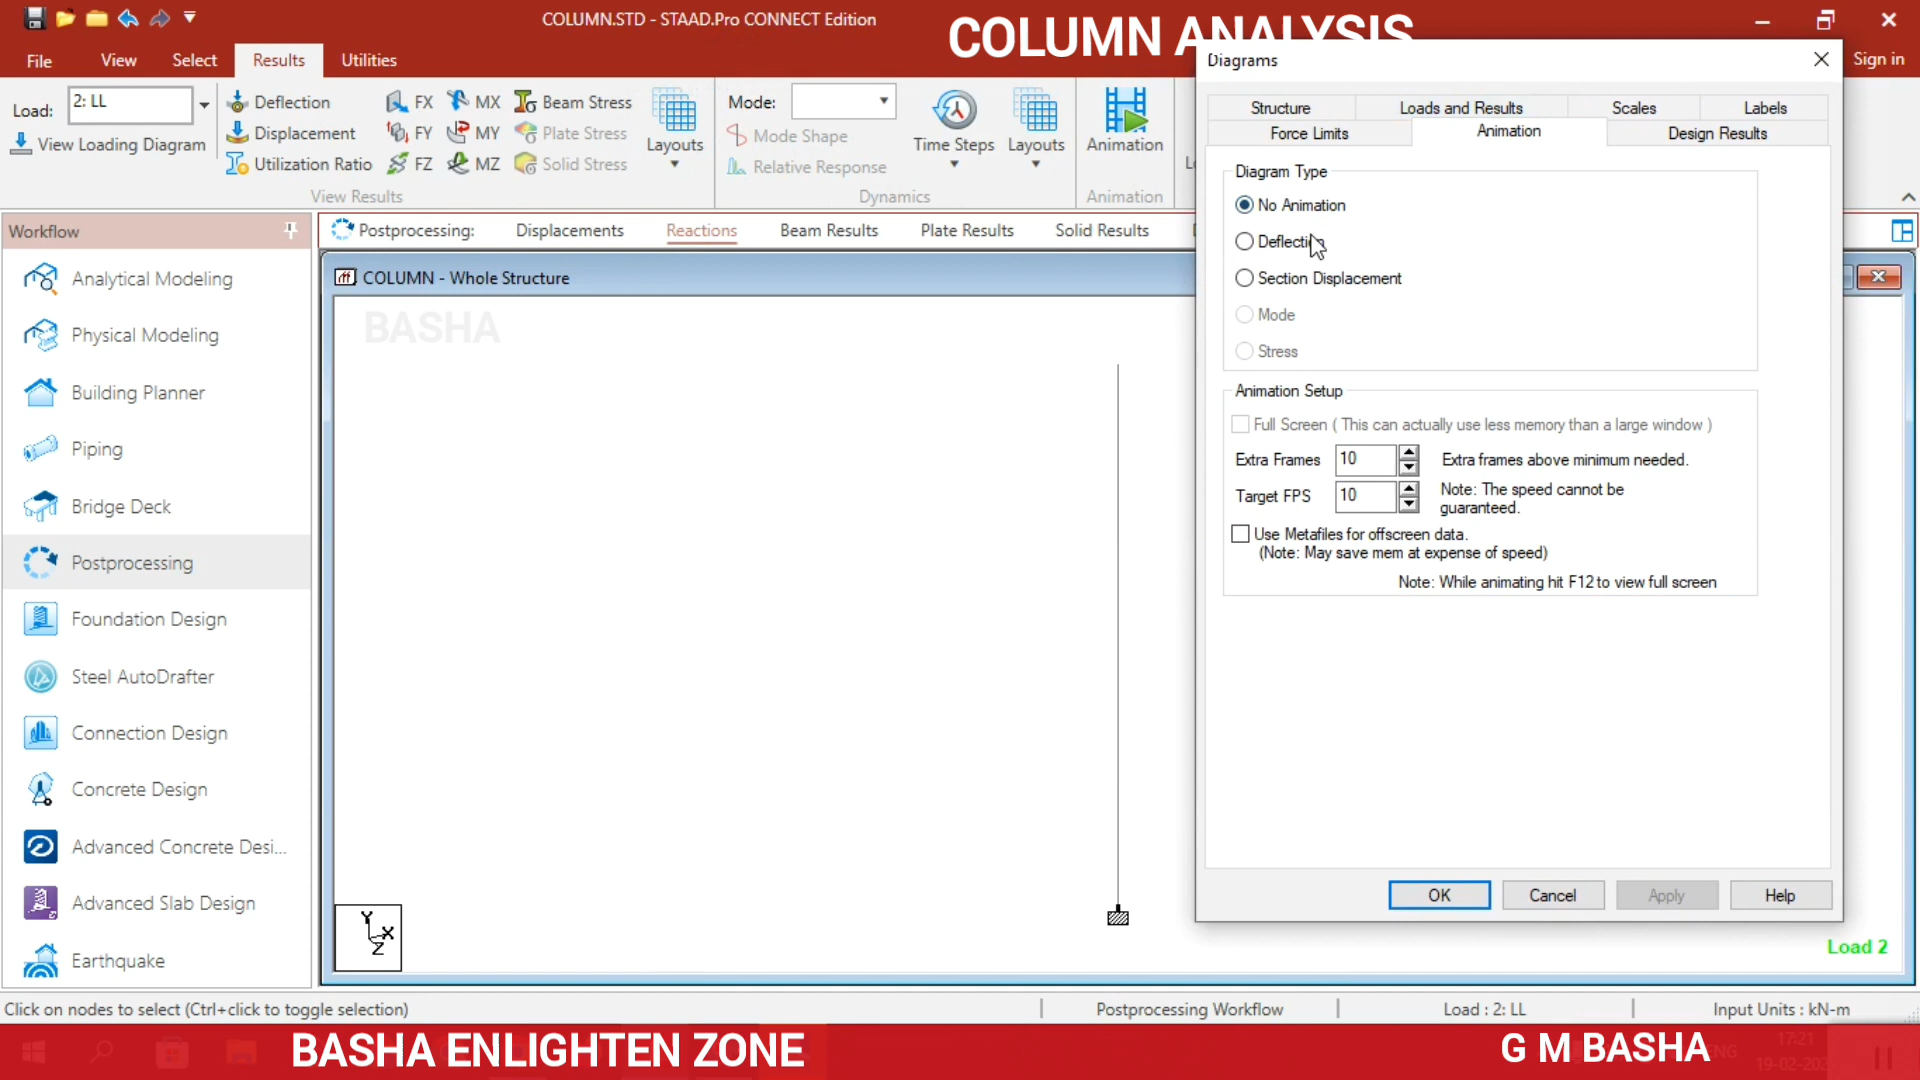 COLUMN.STD - STAAD.Pro CONNECT Edition
COLUMN ANALYSIS
File View Select Results Utilities
Sign in
Load: 2: LL
View Loading Diagram
Deflection
Displacement
Utilization Ratio
FX MX Beam Stress
FY MY Plate Stress
FZ MZ Solid Stress
Layouts
View Results
Mode:
Mode Shape
Relative Response
Time Steps
Layouts
Dynamics
Animation
Animation
Workflow
Analytical Modeling
Physical Modeling
Building Planner
Piping
Bridge Deck
Postprocessing
Foundation Design
Steel AutoDrafter
Connection Design
Concrete Design
Advanced Concrete Desi...
Advanced Slab Design
Earthquake
Postprocessing: Displacements Reactions Beam Results Plate Results Solid Results
COLUMN - Whole Structure
BASHA
Y
X
Z
Load 2
Diagrams
Structure Loads and Results Scales Labels
Force Limits Animation Design Results
Diagram Type
No Animation
Deflection
Section Displacement
Mode
Stress
Animation Setup
Full Screen ( This can actually use less memory than a large window )
Extra Frames 10 Extra frames above minimum needed.
Target FPS 10 Note: The speed cannot be
guaranteed.
Use Metafiles for offscreen data.
(Note: May save mem at expense of speed)
Note: While animating hit F12 to view full screen
OK Cancel Apply Help
Click on nodes to select (Ctrl+click to toggle selection)
Postprocessing Workflow
Load : 2: LL
Input Units : kN-m
BASHA ENLIGHTEN ZONE
G M BASHA
17:21